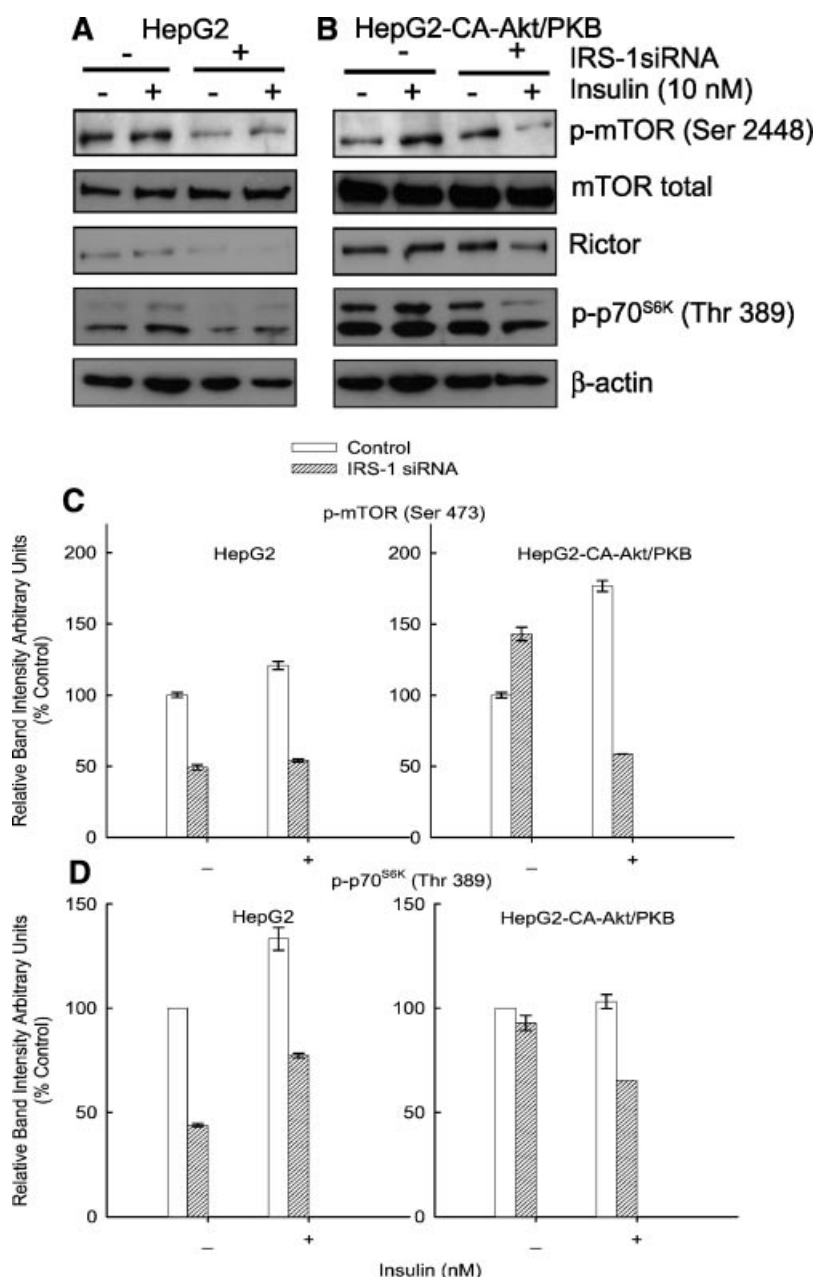 A HepG2
B HepG2-CA-Akt/PKB
- + - + IRS-1siRNA
- + - + - + - + Insulin (10 nM)
p-mTOR (Ser 2448)
mTOR total
Rictor
p-p70S6K (Thr 389)
β-actin
Control
IRS-1 siRNA
C
p-mTOR (Ser 473)
HepG2
HepG2-CA-Akt/PKB
Relative Band Intensity Arbitrary Units
(% Control)
200
150
100
50
0
200
150
100
50
0
– +
– +
D
p-p70S6K (Thr 389)
HepG2
HepG2-CA-Akt/PKB
Relative Band Intensity Arbitrary Units
(% Control)
150
100
50
0
150
100
50
0
– +
– +
Insulin (nM)